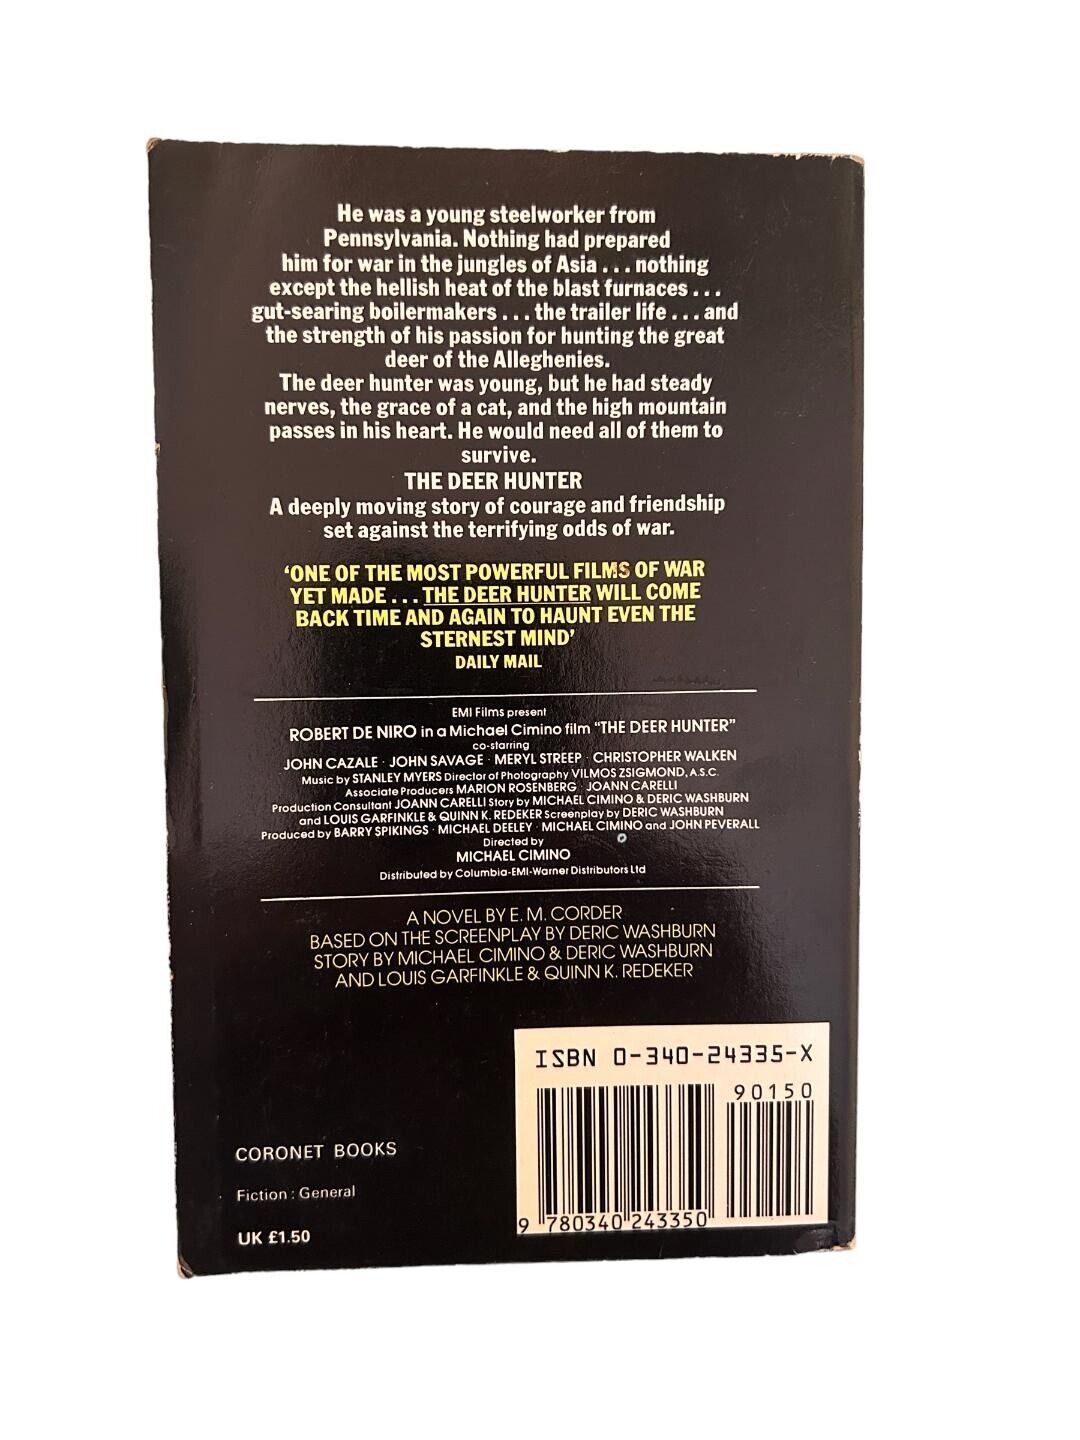 He was a young steelworker from
Pennsylvania. Nothing had prepared
him for war in the jungles of Asia . . . nothing
except the hellish heat of the blast furnaces . . .
gut-searing boilermakers . . . the trailer life . . . and
the strength of his passion for hunting the great
deer of the Alleghenies.
The deer hunter was young, but he had steady
nerves, the grace of a cat, and the high mountain
passes in his heart. He would need all of them to
survive.
THE DEER HUNTER
A deeply moving story of courage and friendship
set against the terrifying odds of war.
‘ONE OF THE MOST POWERFUL FILMS OF WAR
YET MADE . . . THE DEER HUNTER WILL COME
BACK TIME AND AGAIN TO HAUNT EVEN THE
STERNEST MIND’
DAILY MAIL
EMI Films present
ROBERT DE NIRO in a Michael Cimino film “THE DEER HUNTER”
co-starring
JOHN CAZALE · JOHN SAVAGE · MERYL STREEP · CHRISTOPHER WALKEN
Music by STANLEY MYERS Director of Photography VILMOS ZSIGMOND, A.S.C.
Associate Producers MARION ROSENBERG · JOANN CARELLI
Production Consultant JOANN CARELLI Story by MICHAEL CIMINO & DERIC WASHBURN
and LOUIS GARFINKLE & QUINN K. REDEKER Screenplay by DERIC WASHBURN
Produced by BARRY SPIKINGS · MICHAEL DEELEY · MICHAEL CIMINO and JOHN PEVERALL
Directed by
MICHAEL CIMINO
Distributed by Columbia-EMI-Warner Distributors Ltd
A NOVEL BY E. M. CORDER
BASED ON THE SCREENPLAY BY DERIC WASHBURN
STORY BY MICHAEL CIMINO & DERIC WASHBURN
AND LOUIS GARFINKLE & QUINN K. REDEKER
ISBN 0-340-24335-X
90150
9 780340 243350
CORONET BOOKS
Fiction : General
UK £1.50